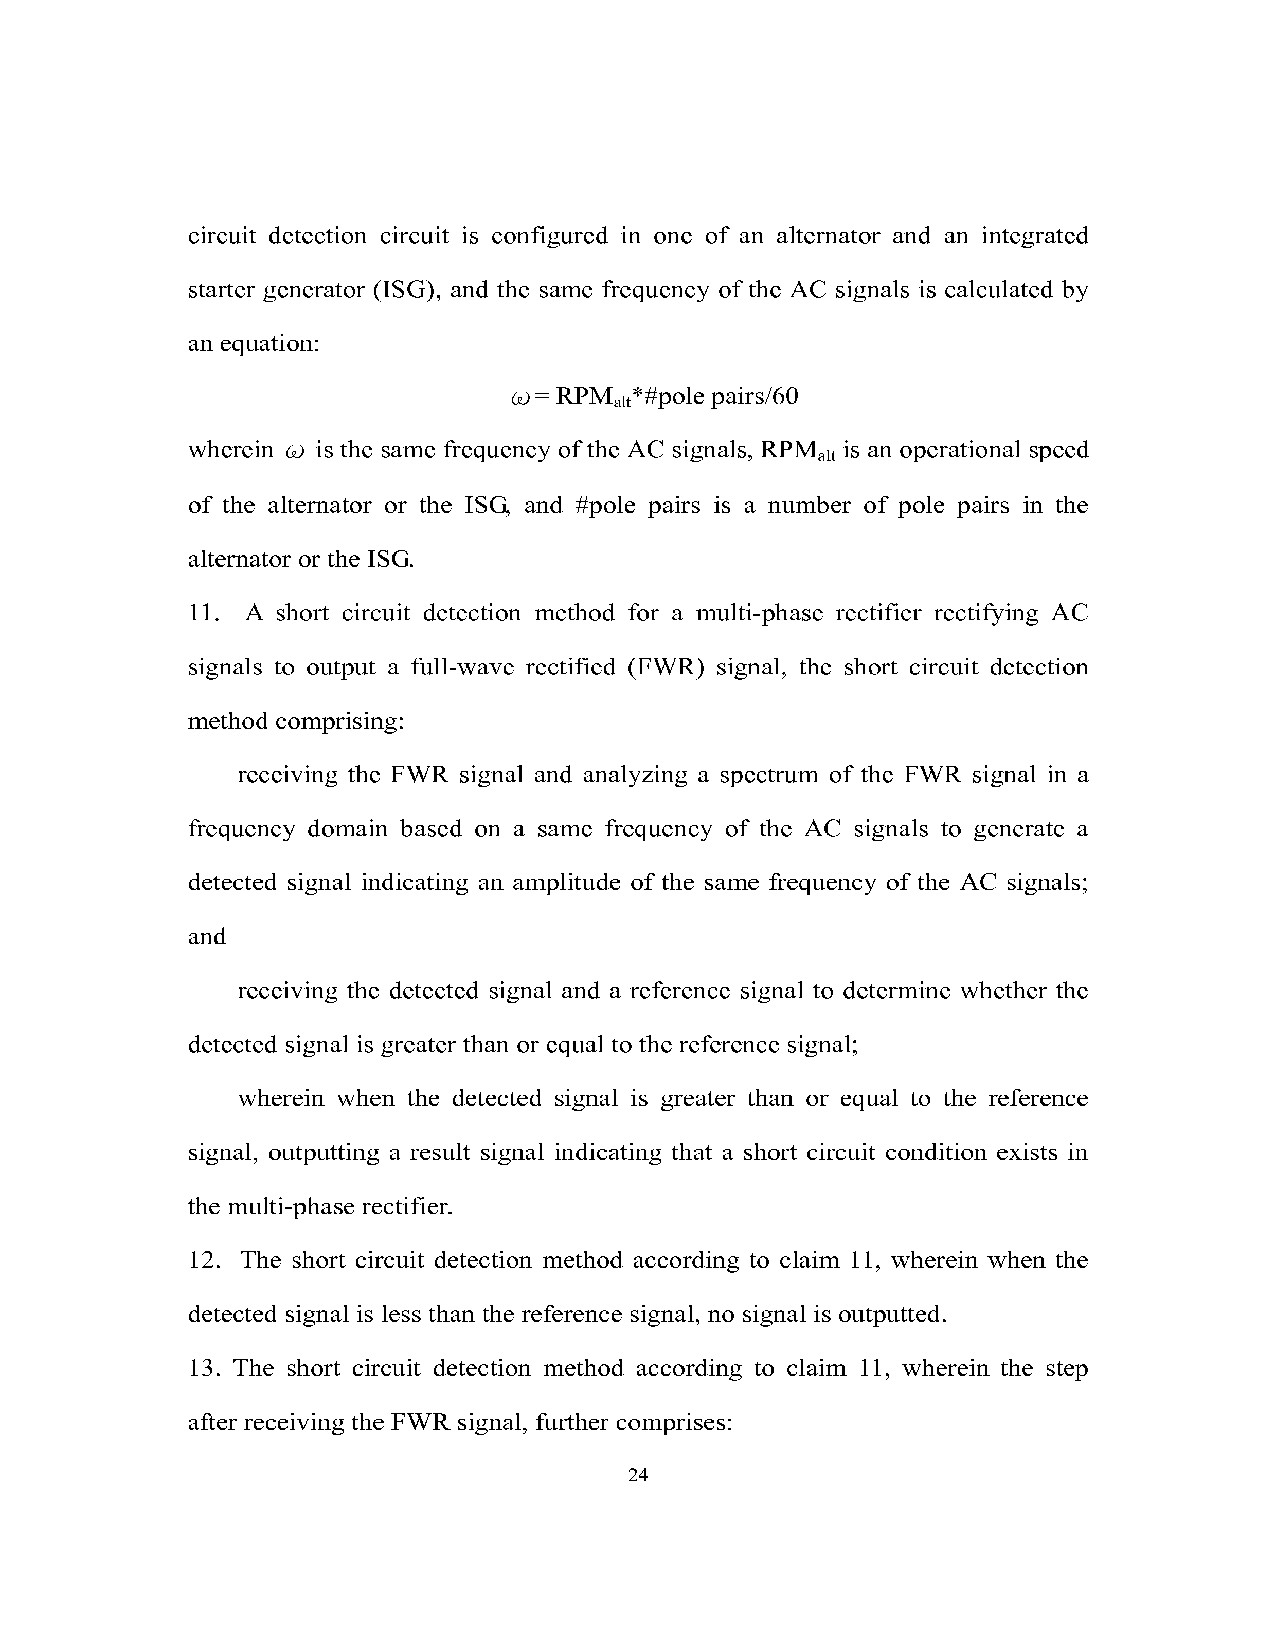 circuit detection circuit is configured in one of an alternator and an integrated
starter generator (ISG), and the same frequency of the AC signals is calculated by
an equation:
ω = RPMalt*#pole pairs/60
wherein ω is the same frequency of the AC signals, RPMalt is an operational speed
of the alternator or the ISG, and #pole pairs is a number of pole pairs in the
alternator or the ISG.
11. A short circuit detection method for a multi-phase rectifier rectifying AC
signals to output a full-wave rectified (FWR) signal, the short circuit detection
method comprising:
receiving the FWR signal and analyzing a spectrum of the FWR signal in a
frequency domain based on a same frequency of the AC signals to generate a
detected signal indicating an amplitude of the same frequency of the AC signals;
and
receiving the detected signal and a reference signal to determine whether the
detected signal is greater than or equal to the reference signal;
wherein when the detected signal is greater than or equal to the reference
signal, outputting a result signal indicating that a short circuit condition exists in
the multi-phase rectifier.
12. The short circuit detection method according to claim 11, wherein when the
detected signal is less than the reference signal, no signal is outputted.
13. The short circuit detection method according to claim 11, wherein the step
after receiving the FWR signal, further comprises:
24